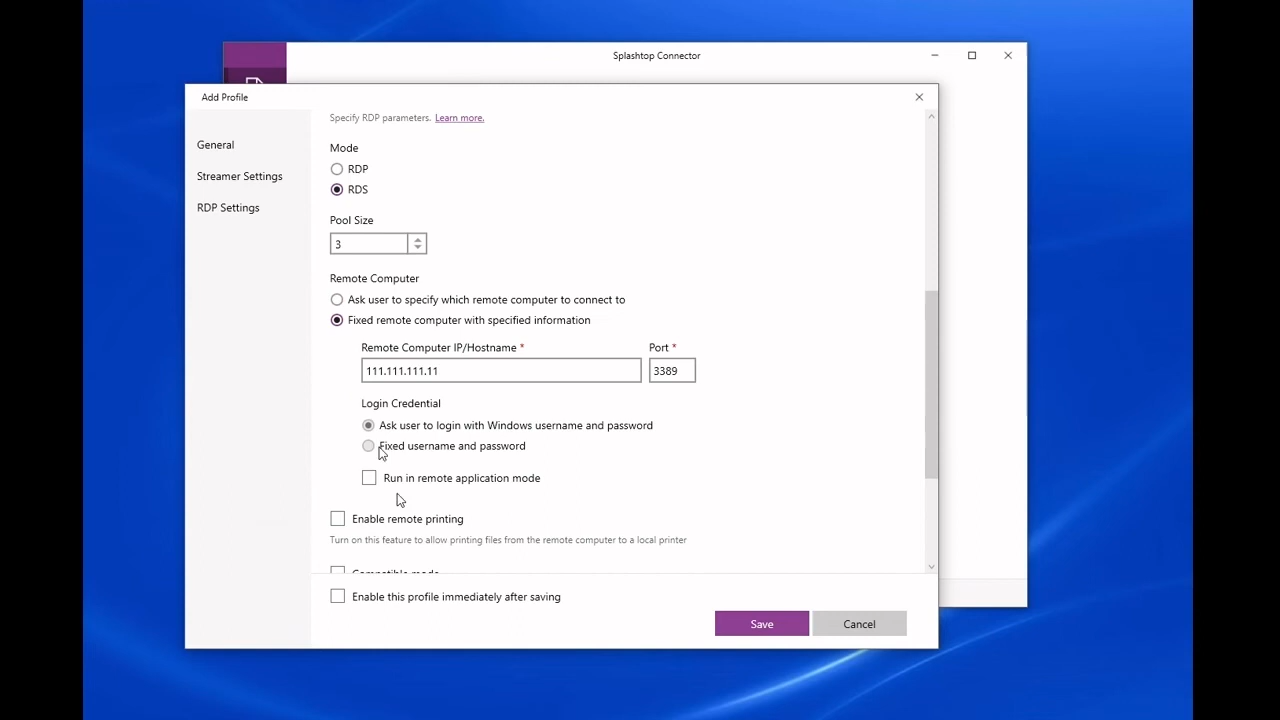 Splashtop Connector
Add Profile
General
Streamer Settings
RDP Settings
Specify RDP parameters. Learn more.
Mode
RDP
RDS
Pool Size
3
Remote Computer
Ask user to specify which remote computer to connect to
Fixed remote computer with specified information
Remote Computer IP/Hostname * Port *
111.111.111.11 3389
Login Credential
Ask user to login with Windows username and password
Fixed username and password
Run in remote application mode
Enable remote printing
Turn on this feature to allow printing files from the remote computer to a local printer
Compatible mode
Enable this profile immediately after saving
Save Cancel